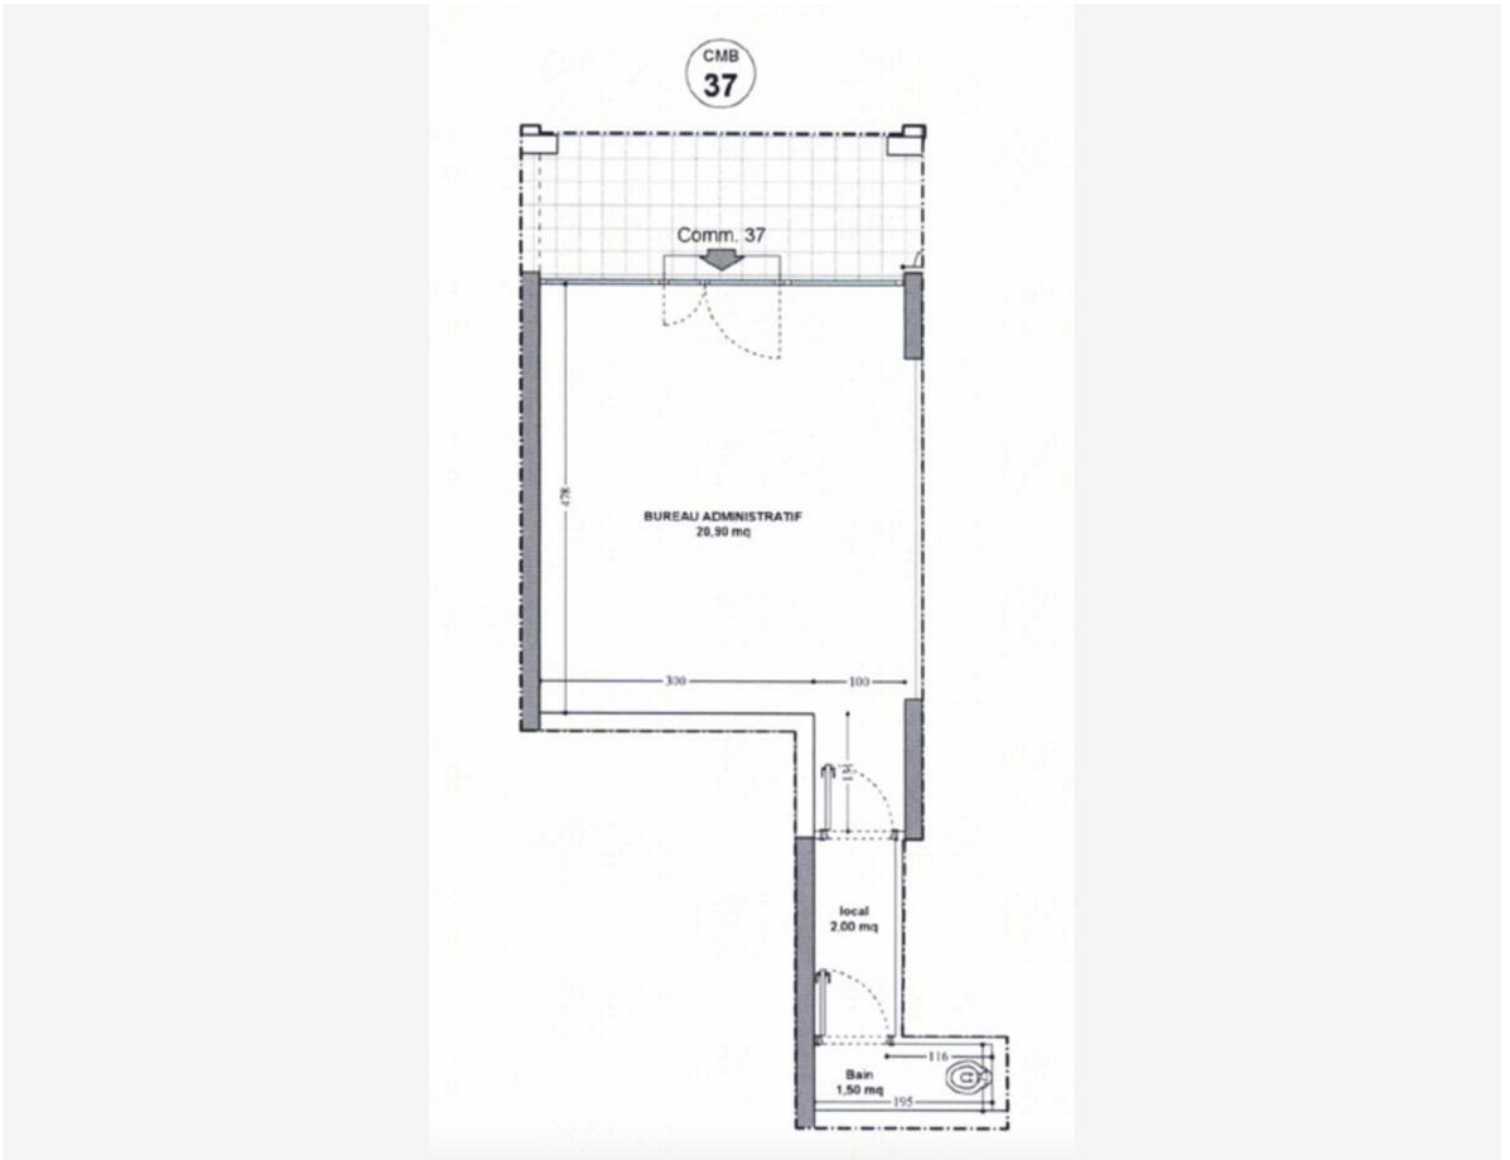 CMB
37
Comm. 37
478
BUREAU ADMINISTRATIF
20,90 mq
300
100
local
2,00 mq
116
Bain
1,50 mq
195